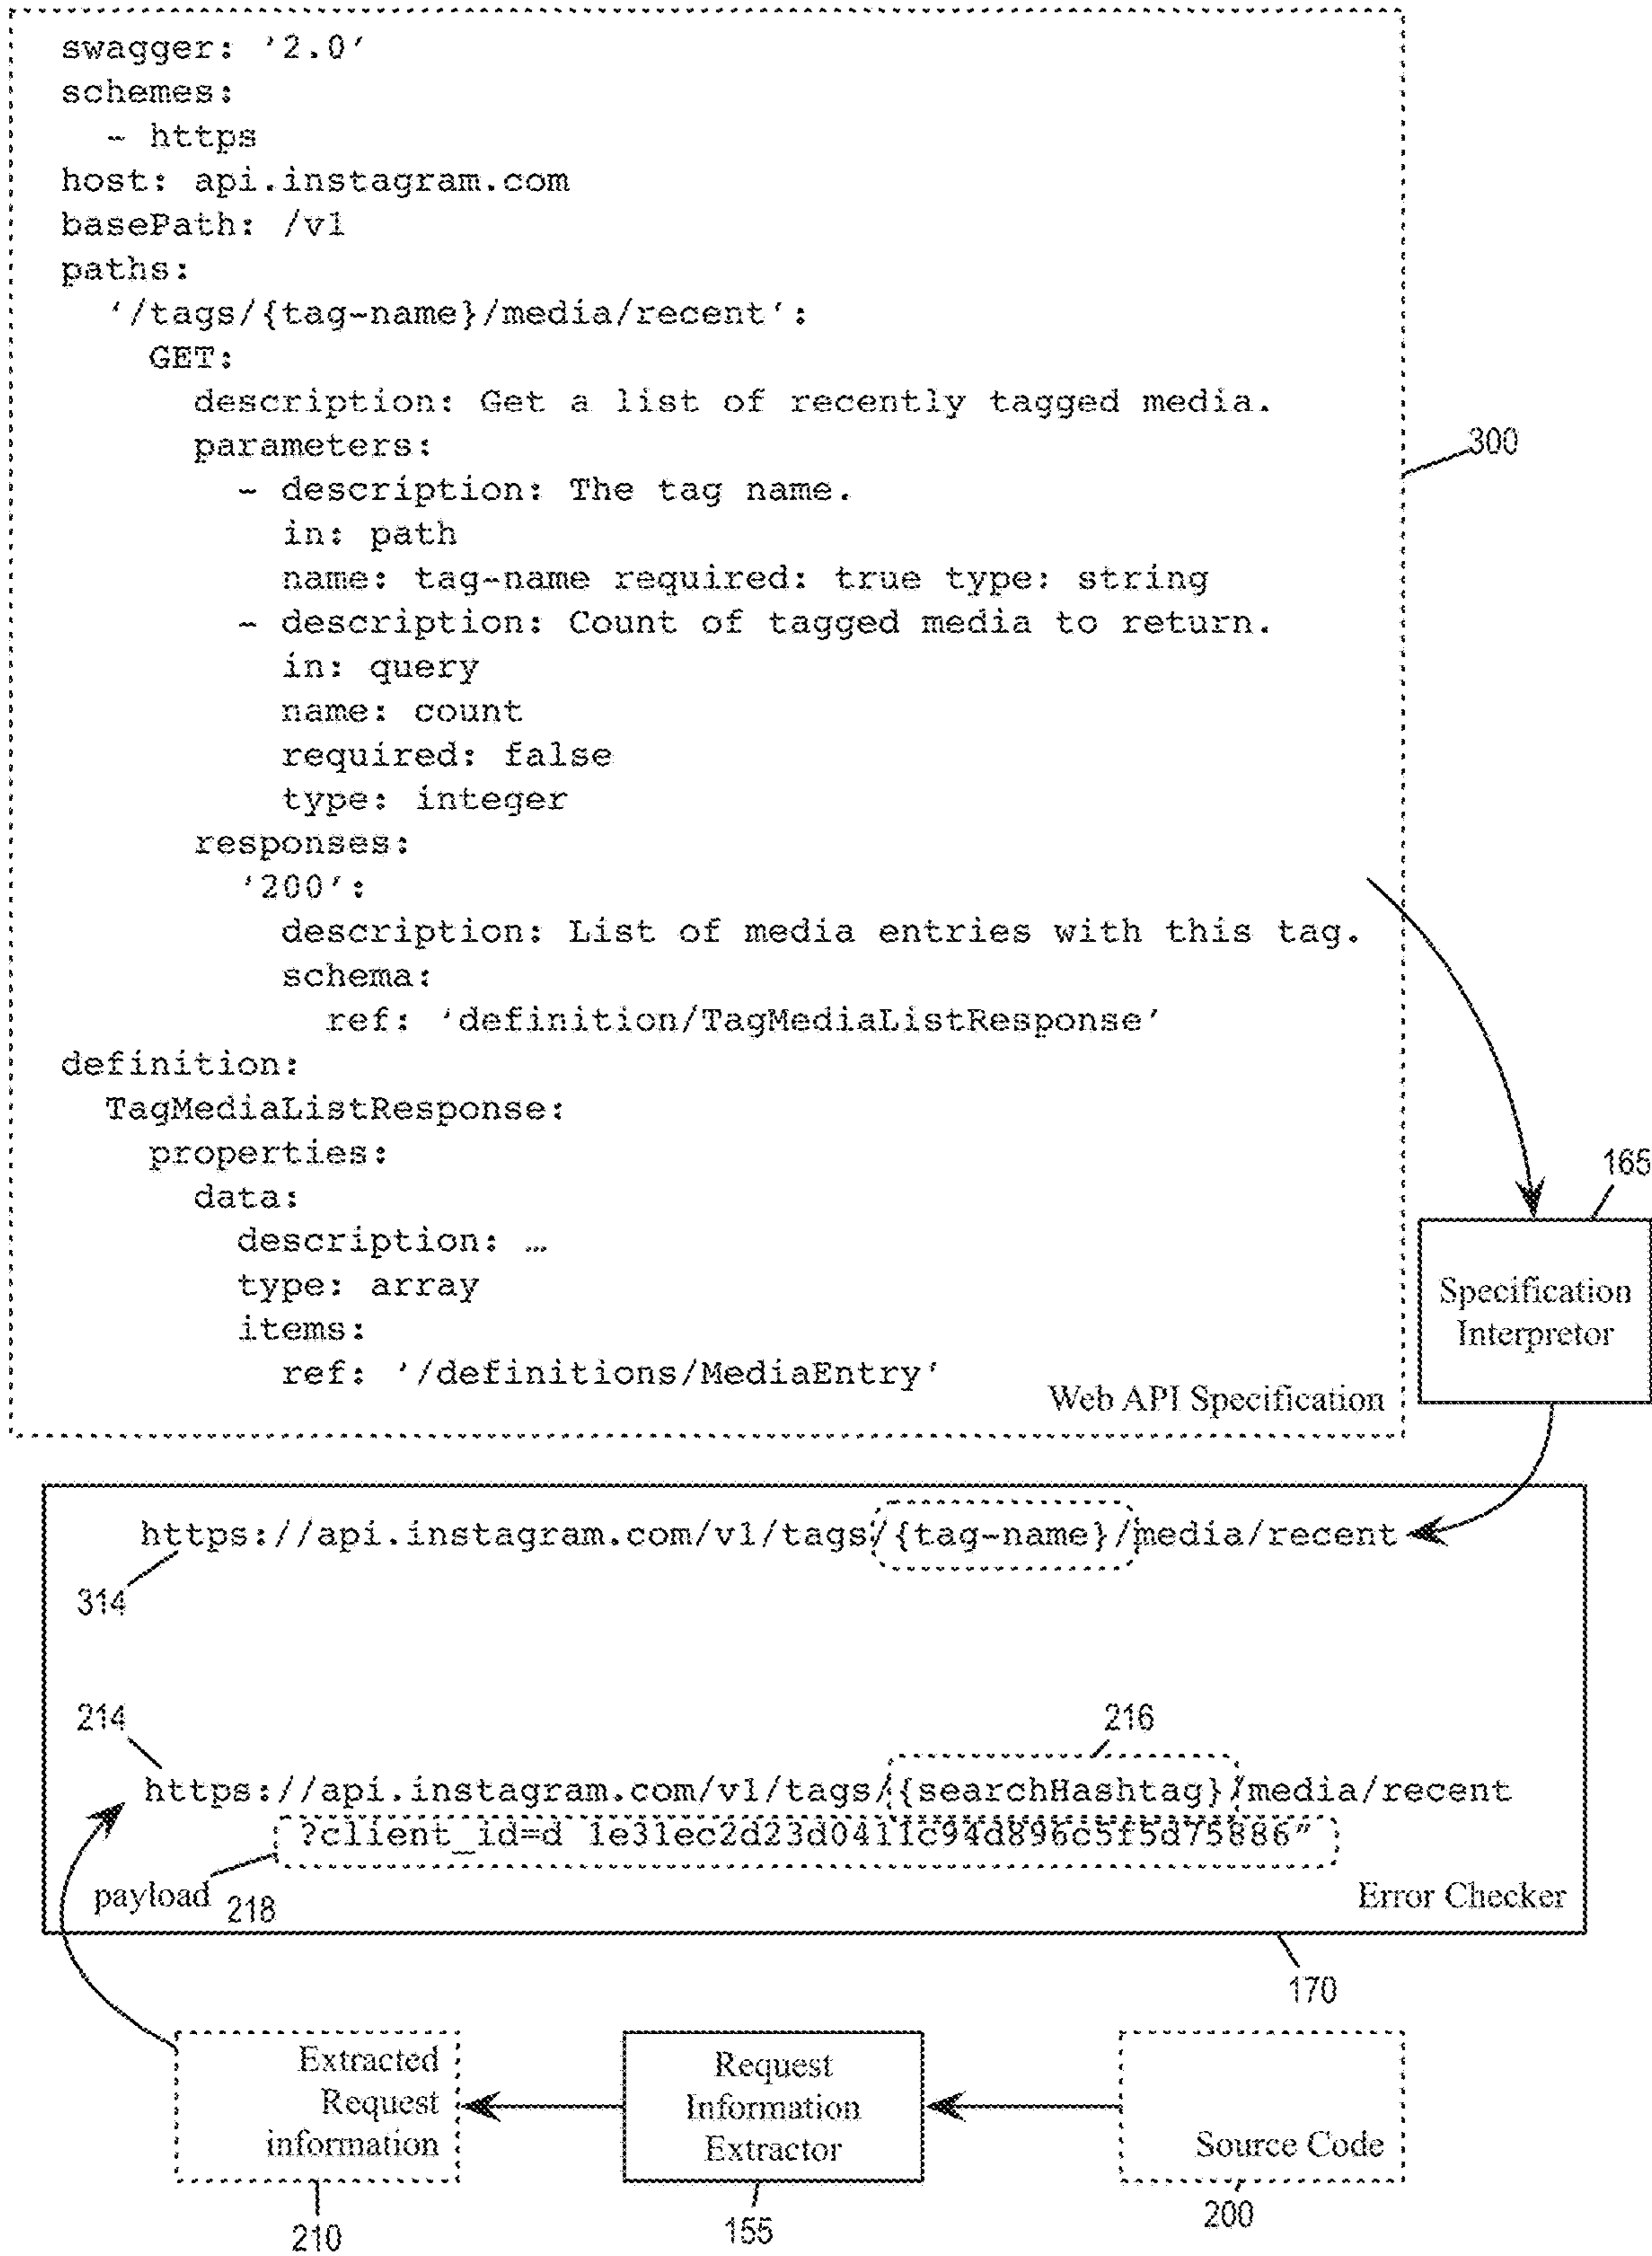 swagger: '2.0'
schemes:
- https
host: api.instagram.com
basePath: /v1
paths:
'/tags/{tag-name}/media/recent':
GET:
description: Get a list of recently tagged media.
parameters:
300
- description: The tag name.
in: path
name: tag-name required: true type: string
- description: Count of tagged media to return.
in: query
name: count
required: false
type: integer
responses:
'200':
description: List of media entries with this tag.
schema:
ref: 'definition/TagMediaListResponse'
definition:
TagMediaListResponse:
properties:
165
data:
description: …
type: array
items:
ref: '/definitions/MediaEntry'
Web API Specification
Specification
Interpretor
https://api.instagram.com/v1/tags/{tag-name}/media/recent
314
214
216
https://api.instagram.com/v1/tags/{searchHashtag}/media/recent
?client_id=d 1e31ec2d23d0411c94d896c5f5d75886"
payload 218
Error Checker
170
Extracted
Request
information
Request
Information
Extractor
Source Code
210
155
200